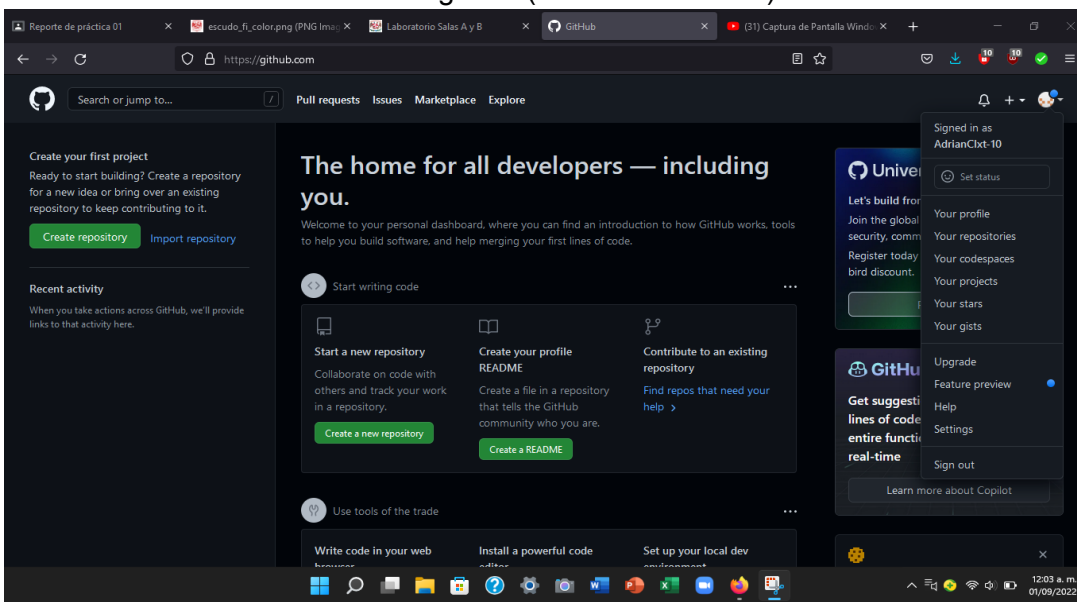 Reporte de práctica 01
escudo_fi_color.png (PNG Imag
Laboratorio Salas A y B
GitHub
(31) Captura de Pantalla Windo
https://github.com
10
10
Search or jump to...
/
Pull requests Issues Marketplace Explore
Signed in as
AdrianClxt-10
Set status
Your profile
Your repositories
Your codespaces
Your projects
Your stars
Your gists
Upgrade
Feature preview
Help
Settings
Sign out
Create your first project
Ready to start building? Create a repository
for a new idea or bring over an existing
repository to keep contributing to it.
Create repository
Import repository
Recent activity
When you take actions across GitHub, we'll provide
links to that activity here.
The home for all developers — including
you.
Welcome to your personal dashboard, where you can find an introduction to how GitHub works, tools
to help you build software, and help merging your first lines of code.
Start writing code
Start a new repository
Collaborate on code with
others and track your work
in a repository.
Create a new repository
Create your profile
README
Create a file in a repository
that tells the GitHub
community who you are.
Create a README
Contribute to an existing
repository
Find repos that need your
help >
Use tools of the trade
Write code in your web
browser
Install a powerful code
editor
Set up your local dev
environment
Univer
Let's build from
Join the global
security, comm
Register today
bird discount.
GitHu
Get suggesti
lines of code
entire functi
real-time
Learn more about Copilot
12:03 a. m.
01/09/2022